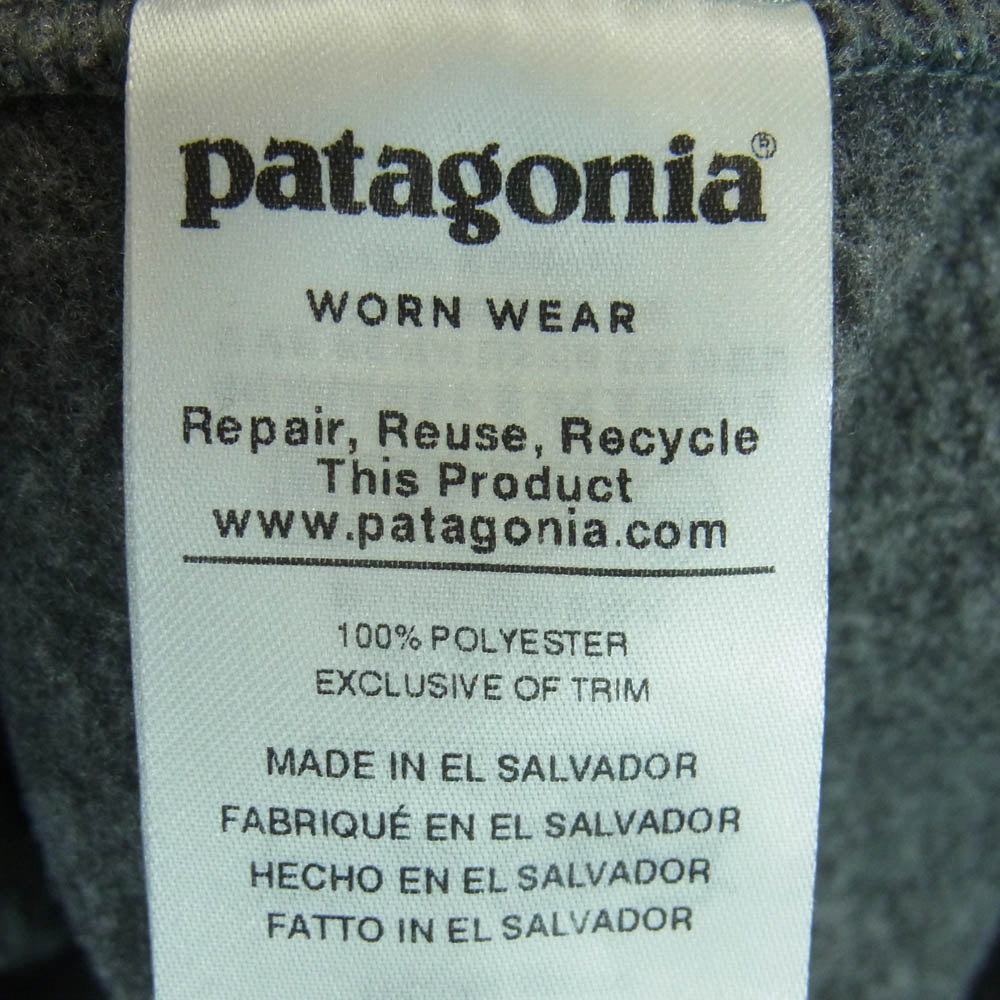 patagonia®
WORN WEAR
Repair, Reuse, Recycle
This Product
www.patagonia.com
100% POLYESTER
EXCLUSIVE OF TRIM
MADE IN EL SALVADOR
FABRIQUÉ EN EL SALVADOR
HECHO EN EL SALVADOR
FATTO IN EL SALVADOR